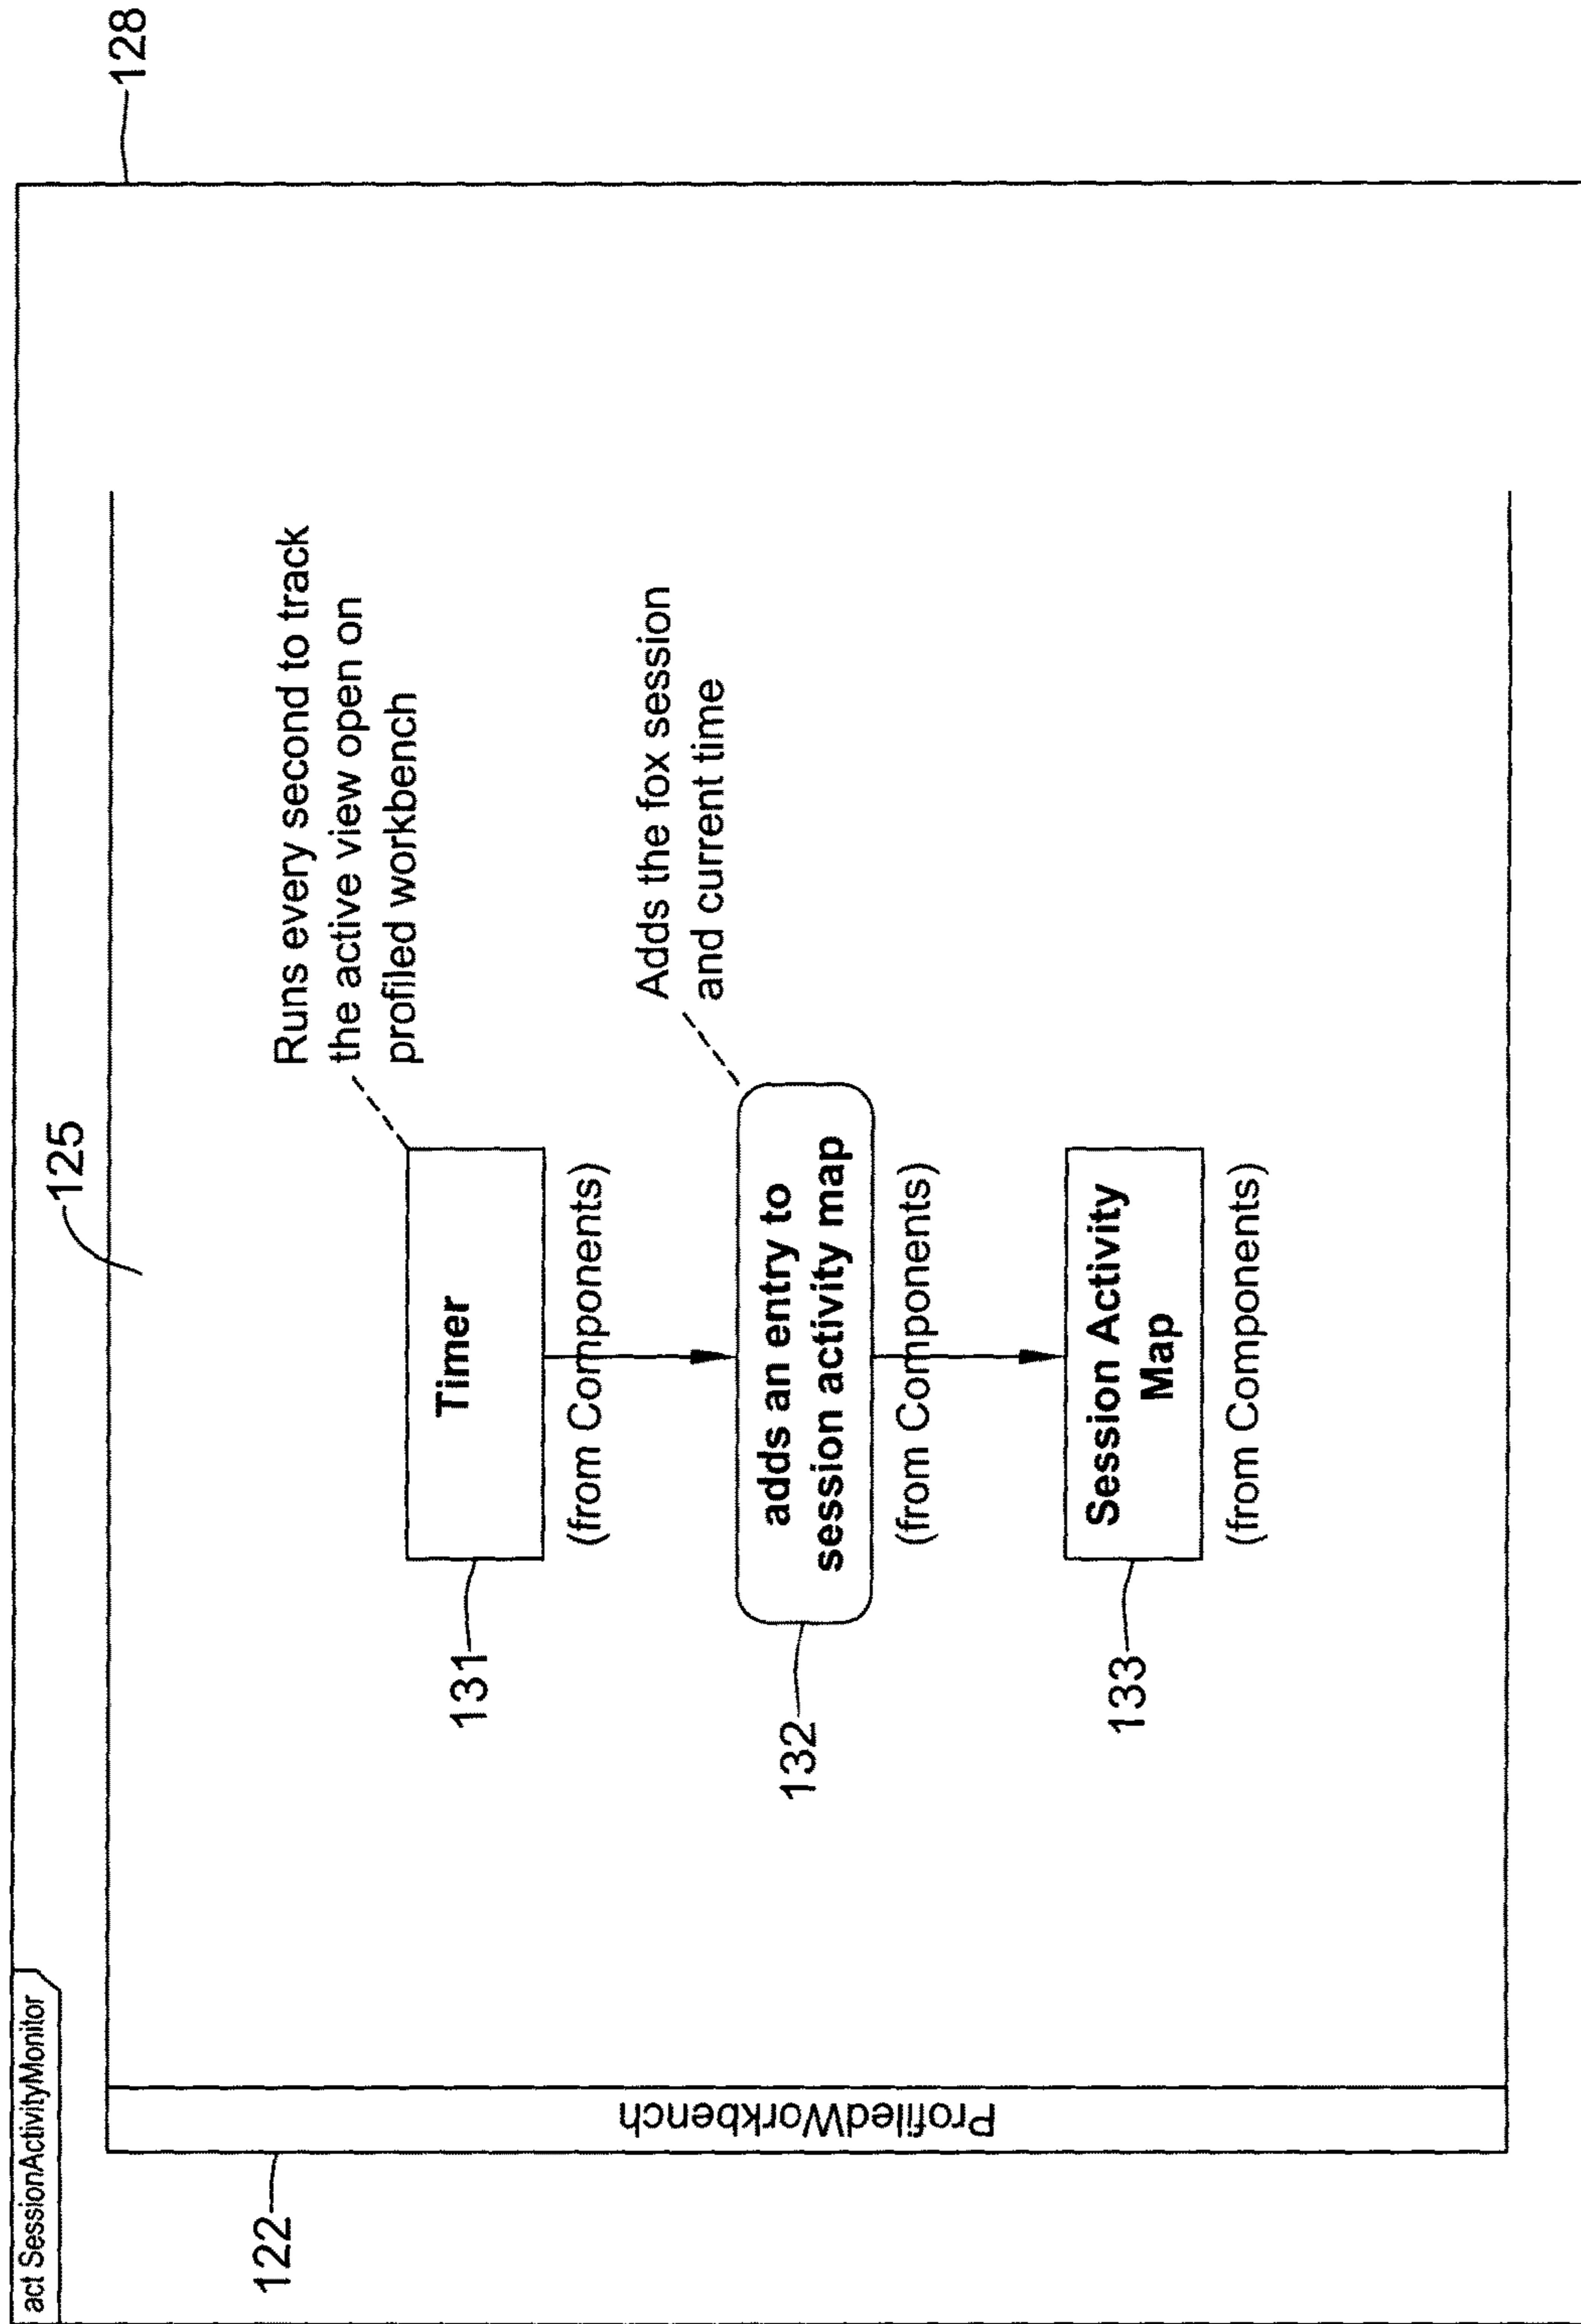 act SessionActivityMonitor
128
125
122
ProfiledWorkbench
Runs every second to track
the active view open on
profiled workbench
131
Timer
(from Components)
Adds the fox session
and current time
132
adds an entry to
session activity map
(from Components)
133
Session Activity
Map
(from Components)